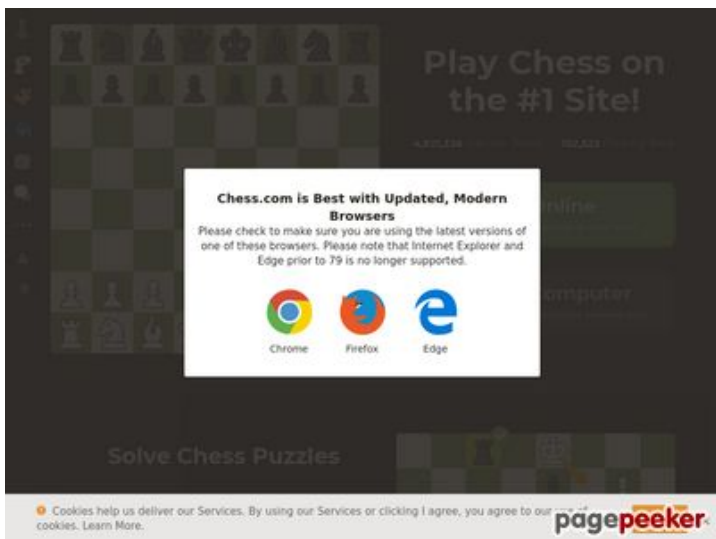 Play Chess on
the #1 Site!
Chess.com is Best with Updated, Modern
Browsers
Please check to make sure you are using the latest versions of
one of these browsers. Please note that Internet Explorer and
Edge prior to 79 is no longer supported.
Chrome
Firefox
Edge
Solve Chess Puzzles
Cookies help us deliver our Services. By using our Services or clicking I agree, you agree to our use of
cookies. Learn More.
pagepeeker